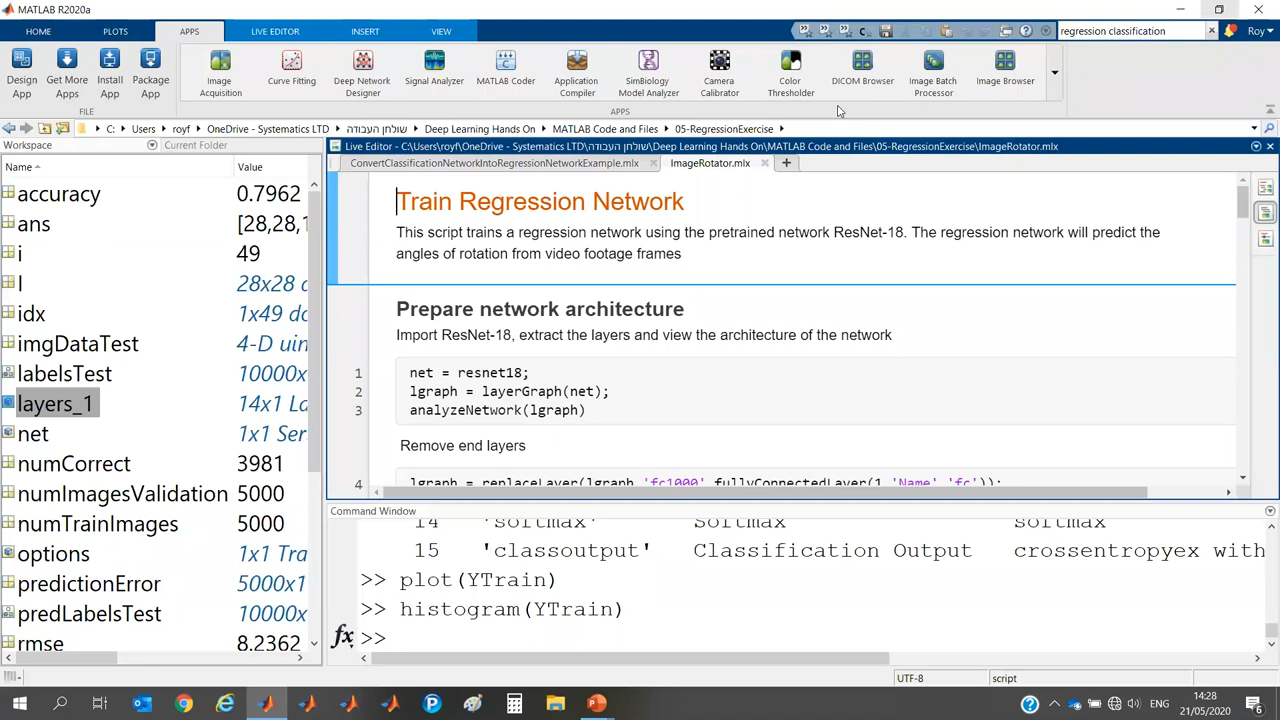 MATLAB R2020a
HOME
PLOTS
APPS
LIVE EDITOR
INSERT
VIEW
regression classification
Roy
Design App
Get More Apps
Install App
Package App
Image Acquisition
Curve Fitting
Deep Network Designer
Signal Analyzer
MATLAB Coder
Application Compiler
SimBiology Model Analyzer
Camera Calibrator
Color Thresholder
DICOM Browser
Image Batch Processor
Image Browser
FILE
APPS
C: Users royf OneDrive - Systematics LTD שולחן העבודה Deep Learning Hands On MATLAB Code and Files 05-RegressionExercise
Workspace
Current Folder
Name
Value
accuracy 0.7962
ans [28,28,1
i 49
I 28x28 c
idx 1x49 do
imgDataTest 4-D uin
labelsTest 10000x
layers_1 14x1 La
net 1x1 Ser
numCorrect 3981
numImagesValidation 5000
numTrainImages 5000
options 1x1 Tra
predictionError 5000x1
predLabelsTest 10000x
rmse 8.2362
Live Editor - C:\Users\royf\OneDrive - Systematics LTD\שולחן העבודה\Deep Learning Hands On\MATLAB Code and Files\05-RegressionExercise\ImageRotator.mlx
ConvertClassificationNetworkIntoRegressionNetworkExample.mlx
ImageRotator.mlx
Train Regression Network
This script trains a regression network using the pretrained network ResNet-18. The regression network will predict the
angles of rotation from video footage frames
Prepare network architecture
Import ResNet-18, extract the layers and view the architecture of the network
1 net = resnet18;
2 lgraph = layerGraph(net);
3 analyzeNetwork(lgraph)
Remove end layers
4 lgraph = replaceLayer(lgraph,'fc1000',fullyConnectedLayer(1,'Name','fc'));
Command Window
14 'softmax' Softmax softmax
15 'classoutput' Classification Output crossentropyex with
>> plot(YTrain)
>> histogram(YTrain)
fx >>
UTF-8
script
ENG
14:28
21/05/2020
6